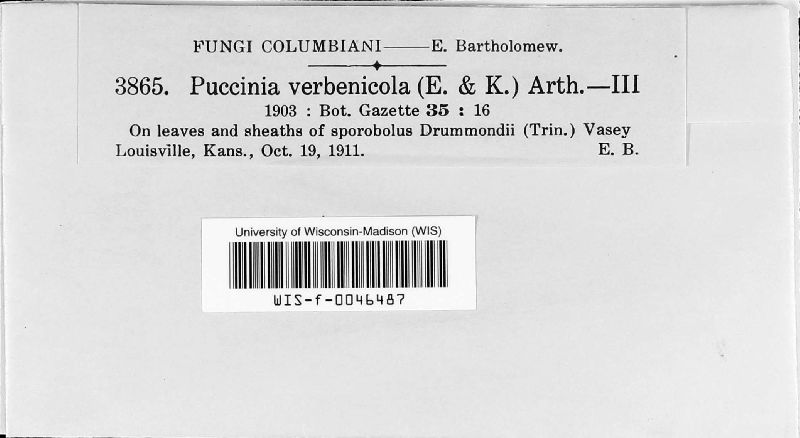 FUNGI COLUMBIANI——E. Bartholomew.
3865. Puccinia verbenicola (E. & K.) Arth.—III
1903 : Bot. Gazette 35 : 16
On leaves and sheaths of sporobolus Drummondii (Trin.) Vasey
Louisville, Kans., Oct. 19, 1911. E. B.
University of Wisconsin-Madison (WIS)
WIS-f-0046487